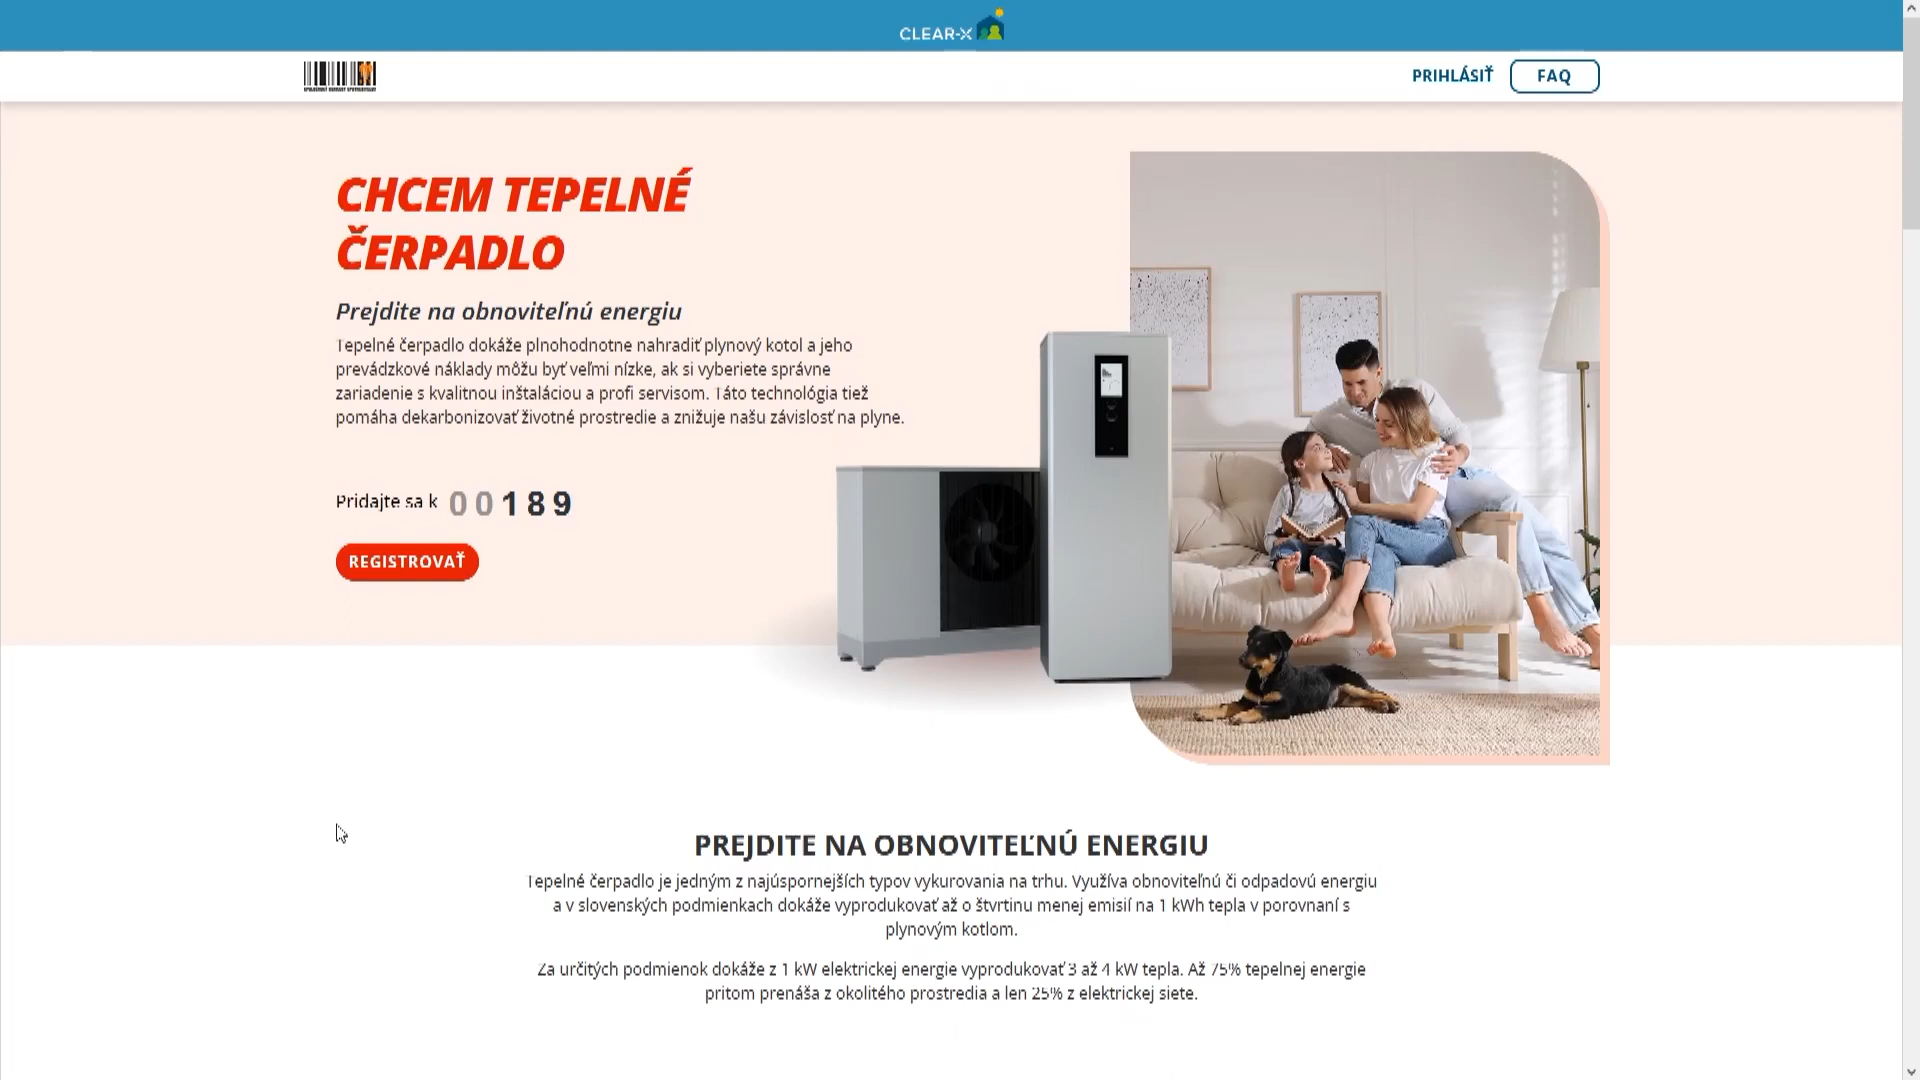 CLEAR-X
PRIHLÁSIŤ
FAQ
CHCEM TEPELNÉ
ČERPADLO
Prejdite na obnoviteľnú energiu
Tepelné čerpadlo dokáže plnohodnotne nahradiť plynový kotol a jeho
prevádzkové náklady môžu byť veľmi nízke, ak si vyberiete správne
zariadenie s kvalitnou inštaláciou a profi servisom. Táto technológia tiež
pomáha dekarbonizovať životné prostredie a znižuje našu závislosť na plyne.
Pridajte sa k 00189
REGISTROVAŤ
PREJDITE NA OBNOVITEĽNÚ ENERGIU
Tepelné čerpadlo je jedným z najúspornejších typov vykurovania na trhu. Využíva obnoviteľnú či odpadovú energiu
a v slovenských podmienkach dokáže vyprodukovať až o štvrtinu menej emisií na 1 kWh tepla v porovnaní s
plynovým kotlom.
Za určitých podmienok dokáže z 1 kW elektrickej energie vyprodukovať 3 až 4 kW tepla. Až 75% tepelnej energie
pritom prenáša z okolitého prostredia a len 25% z elektrickej siete.